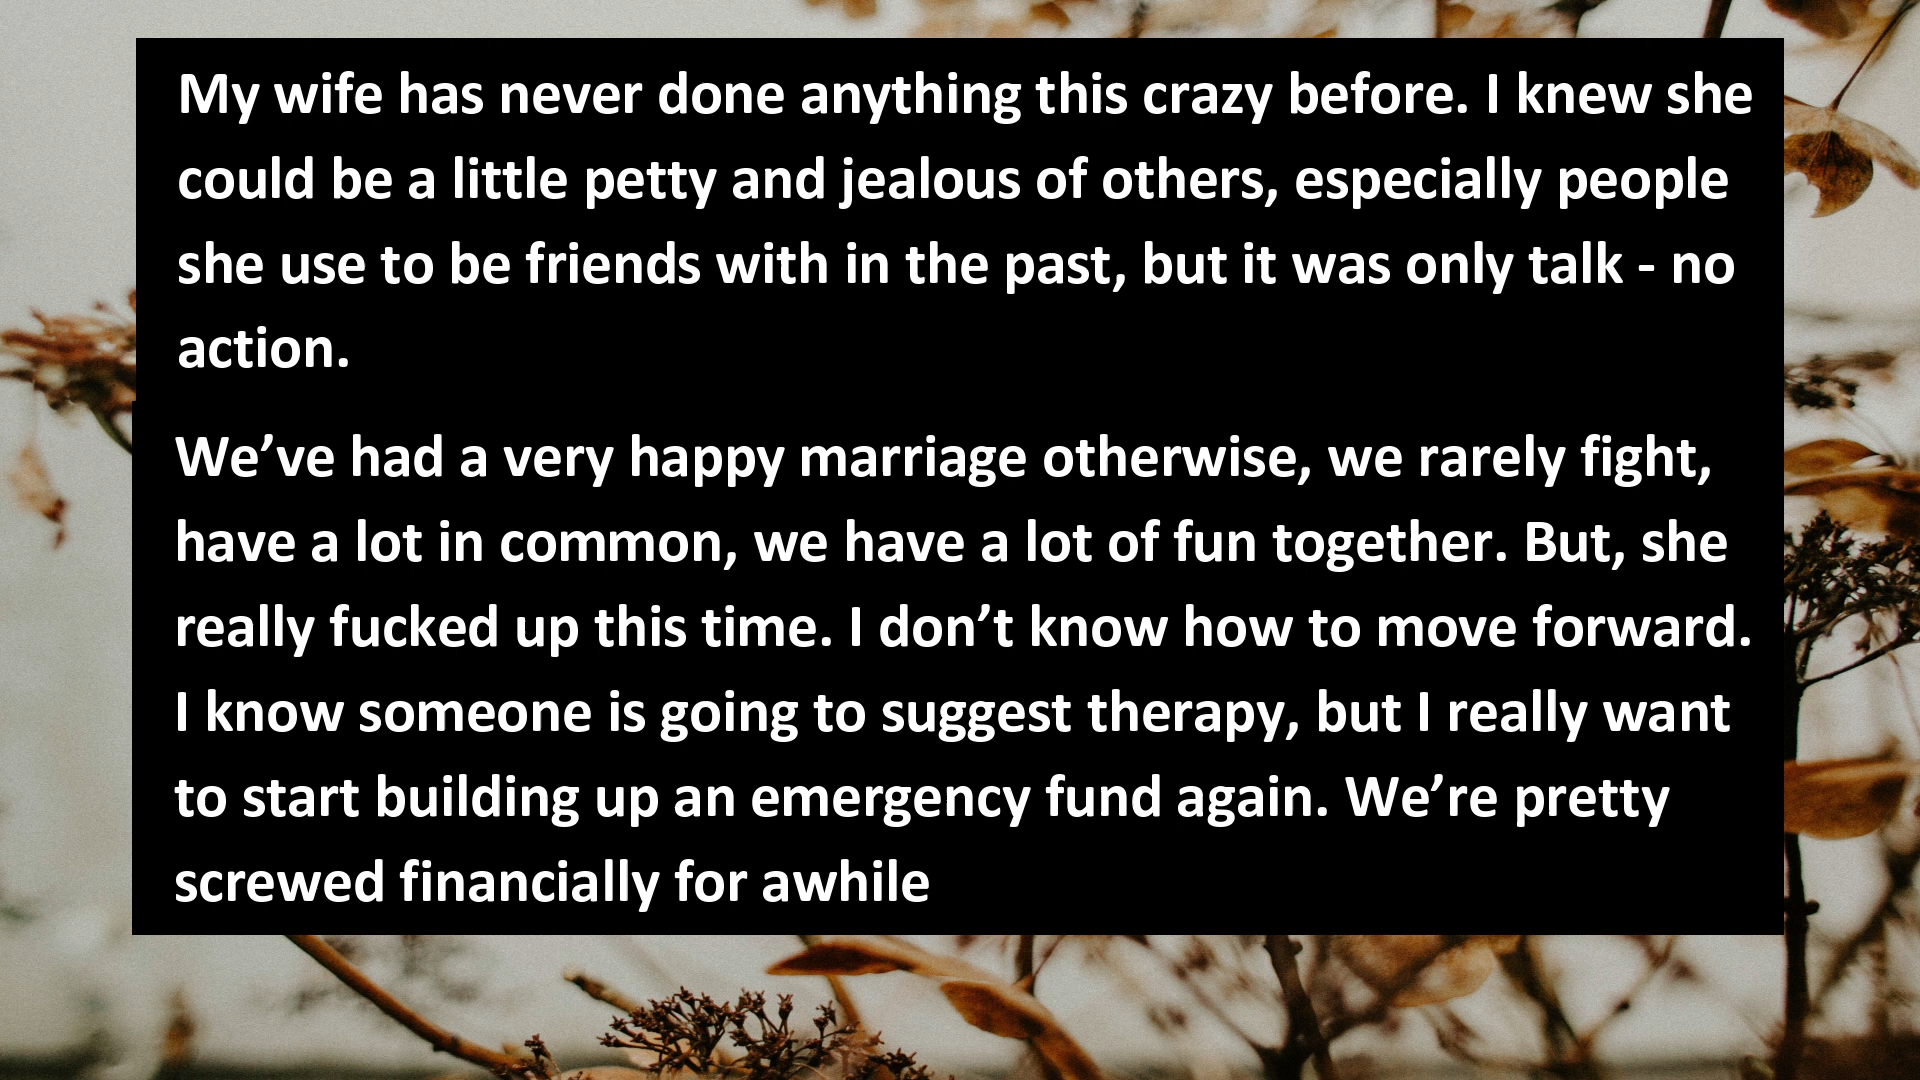 My wife has never done anything this crazy before. I knew she
could be a little petty and jealous of others, especially people
she use to be friends with in the past, but it was only talk - no
action.
We’ve had a very happy marriage otherwise, we rarely fight,
have a lot in common, we have a lot of fun together. But, she
really fucked up this time. I don’t know how to move forward.
I know someone is going to suggest therapy, but I really want
to start building up an emergency fund again. We’re pretty
screwed financially for awhile